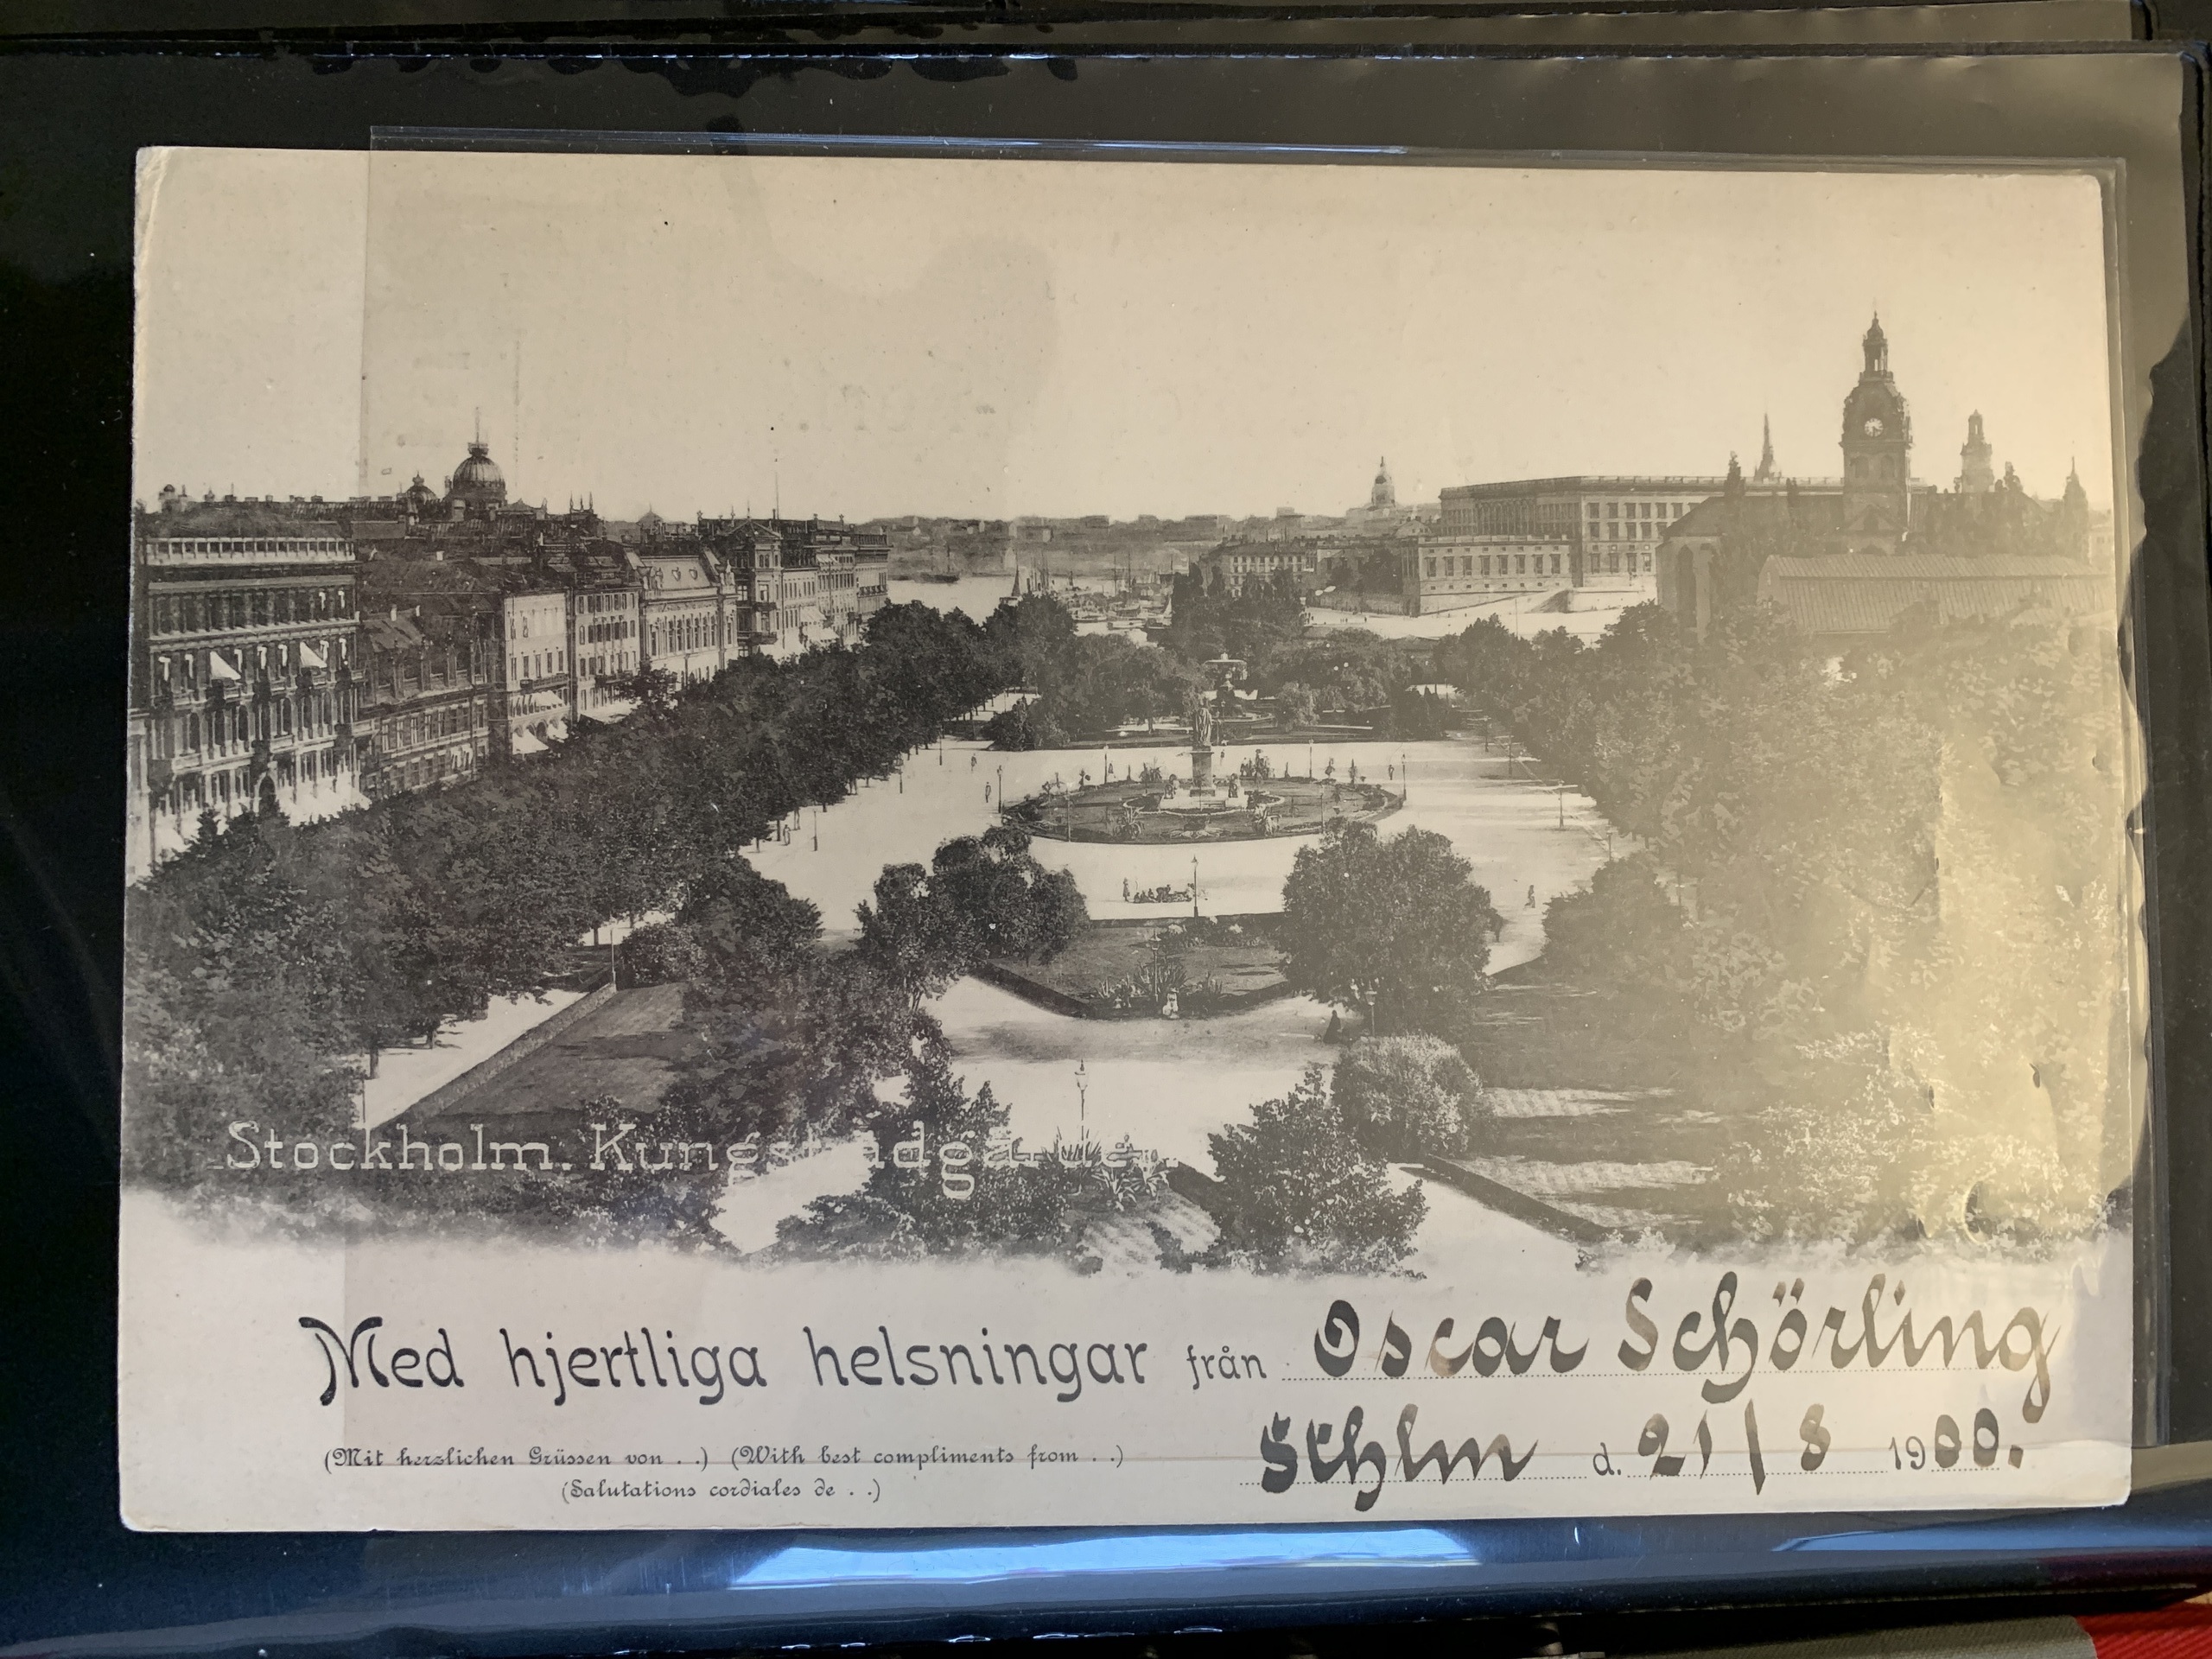 Stockholm. Kungsträdgården.
Med hjertliga helsningar från Oscar Schörling
(Mit herzlichen Grüssen von . .) (With best compliments from . .)
(Salutations cordiales de . .)
Sthlm d. 21/8 1900.